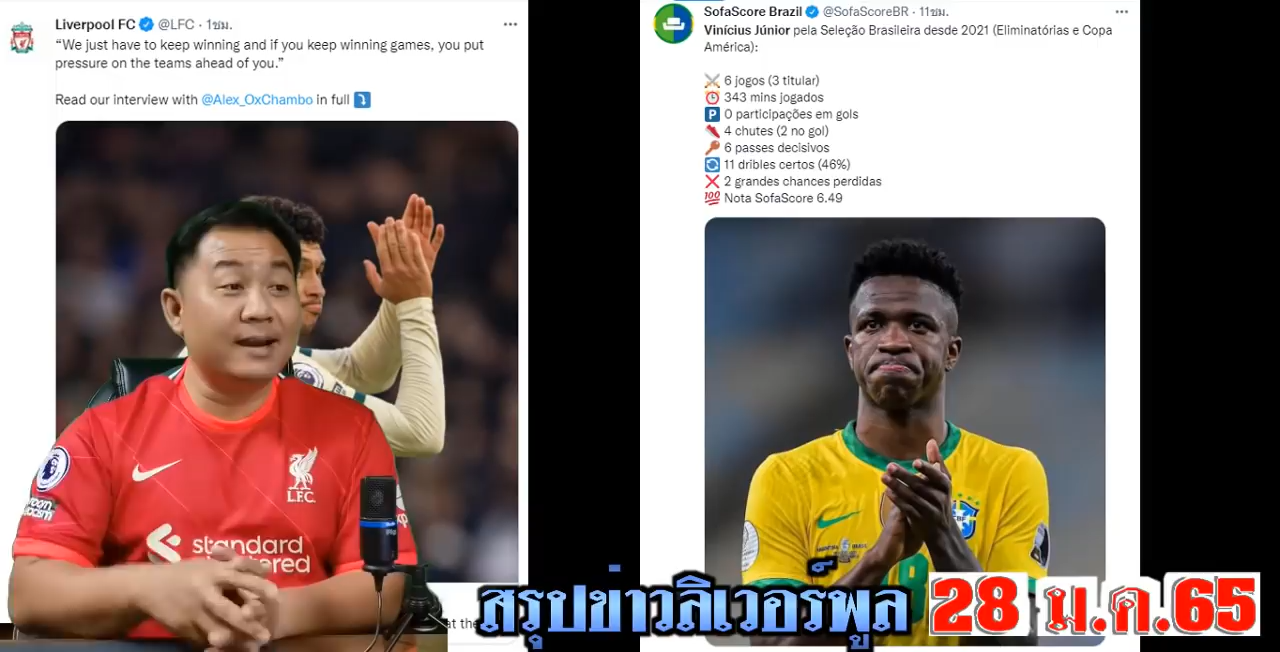 Liverpool FC @LFC · 1ชม.
“We just have to keep winning and if you keep winning games, you put
pressure on the teams ahead of you.”
Read our interview with @Alex_OxChambo in full
SofaScore Brazil @SofaScoreBR · 11ชม.
Vinícius Júnior pela Seleção Brasileira desde 2021 (Eliminatórias e Copa
América):
6 jogos (3 titular)
343 mins jogados
P 0 participações em gols
4 chutes (2 no gol)
6 passes decisivos
11 dribles certos (46%)
2 grandes chances perdidas
100 Nota SofaScore 6.49
L.F.C.
standard
at the
สรุปข่าวลิเวอร์พูล 28 ม.ค.65